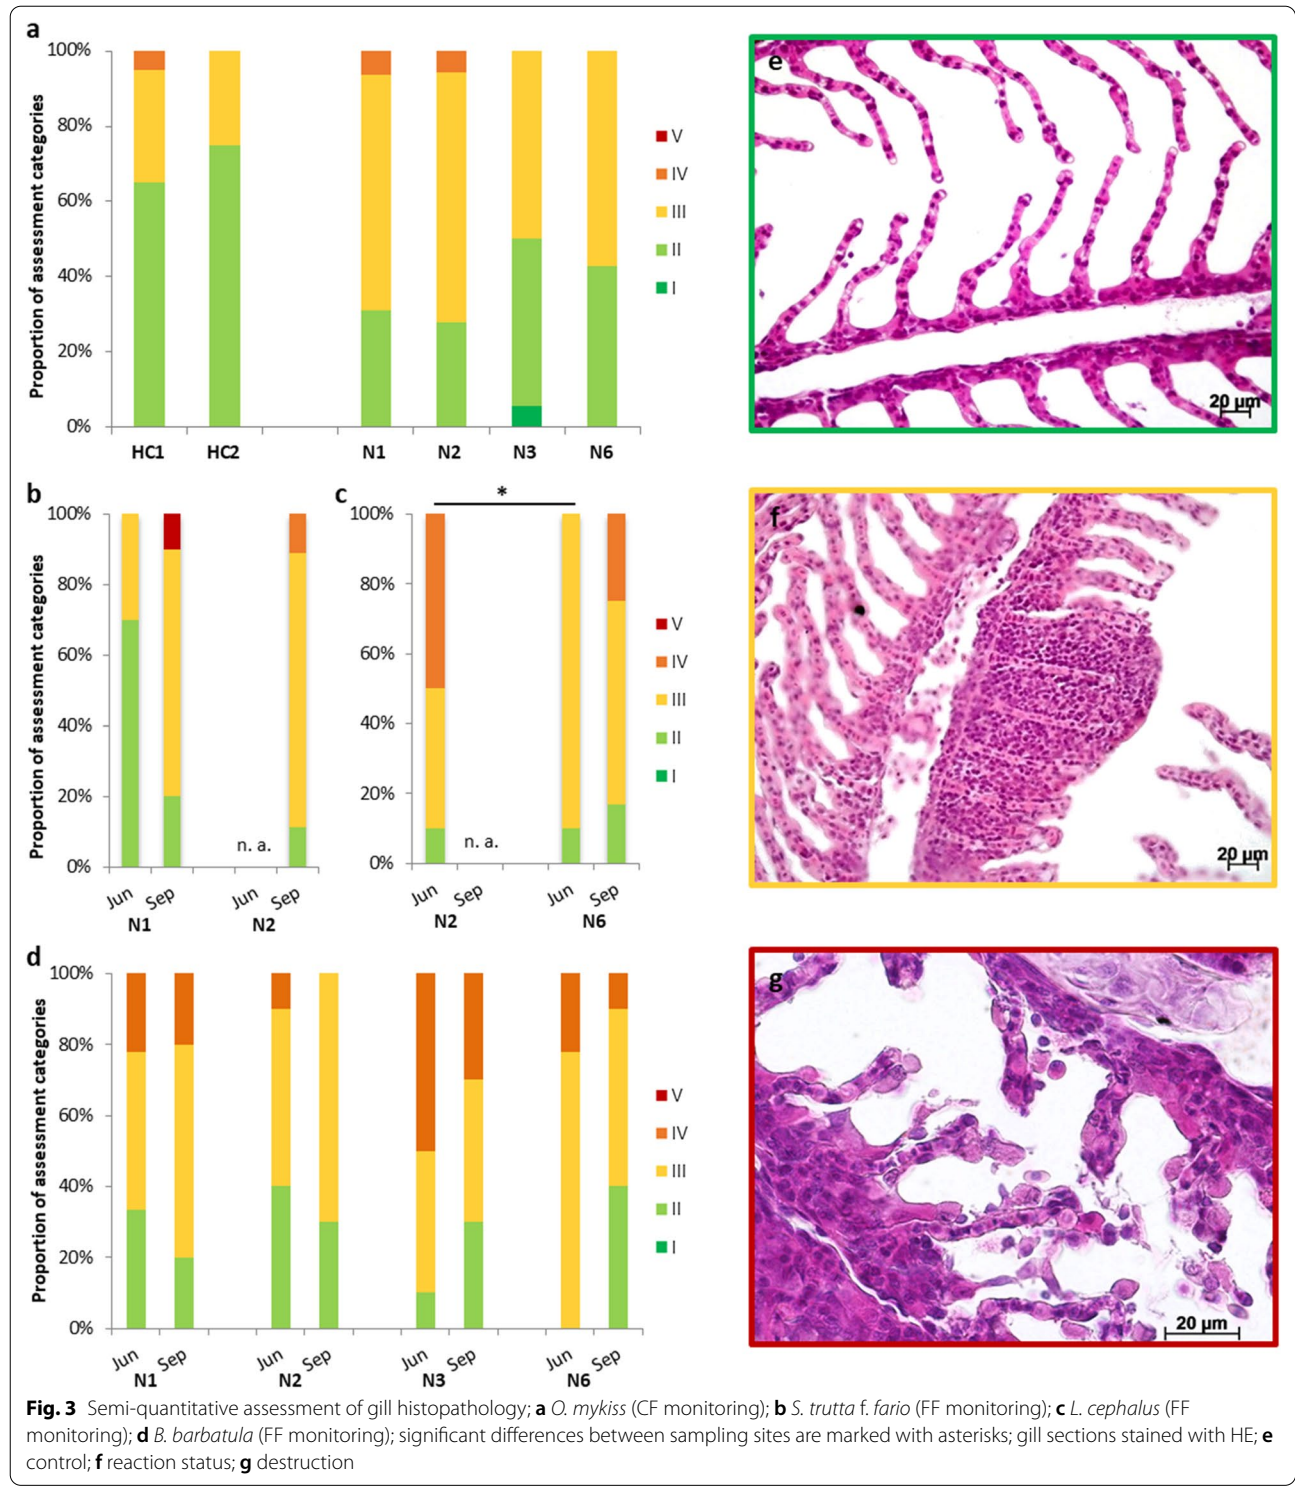 a
100%
80%
60%
40%
20%
0%
Proportion of assessment categories
HC1 HC2 N1 N2 N3 N6
V
IV
III
II
I
e
20 µm
b
100%
80%
60%
40%
20%
0%
Proportion of assessment categories
n. a.
Jun Sep Jun Sep
N1 N2
c
*
100%
80%
60%
40%
20%
0%
n. a.
Jun Sep Jun Sep
N2 N6
V
IV
III
II
I
f
20 µm
d
100%
80%
60%
40%
20%
0%
Proportion of assessment categories
Jun Sep Jun Sep Jun Sep Jun Sep
N1 N2 N3 N6
V
IV
III
II
I
g
20 µm
Fig. 3 Semi-quantitative assessment of gill histopathology; a O. mykiss (CF monitoring); b S. trutta f. fario (FF monitoring); c L. cephalus (FF
monitoring); d B. barbatula (FF monitoring); significant differences between sampling sites are marked with asterisks; gill sections stained with HE; e
control; f reaction status; g destruction